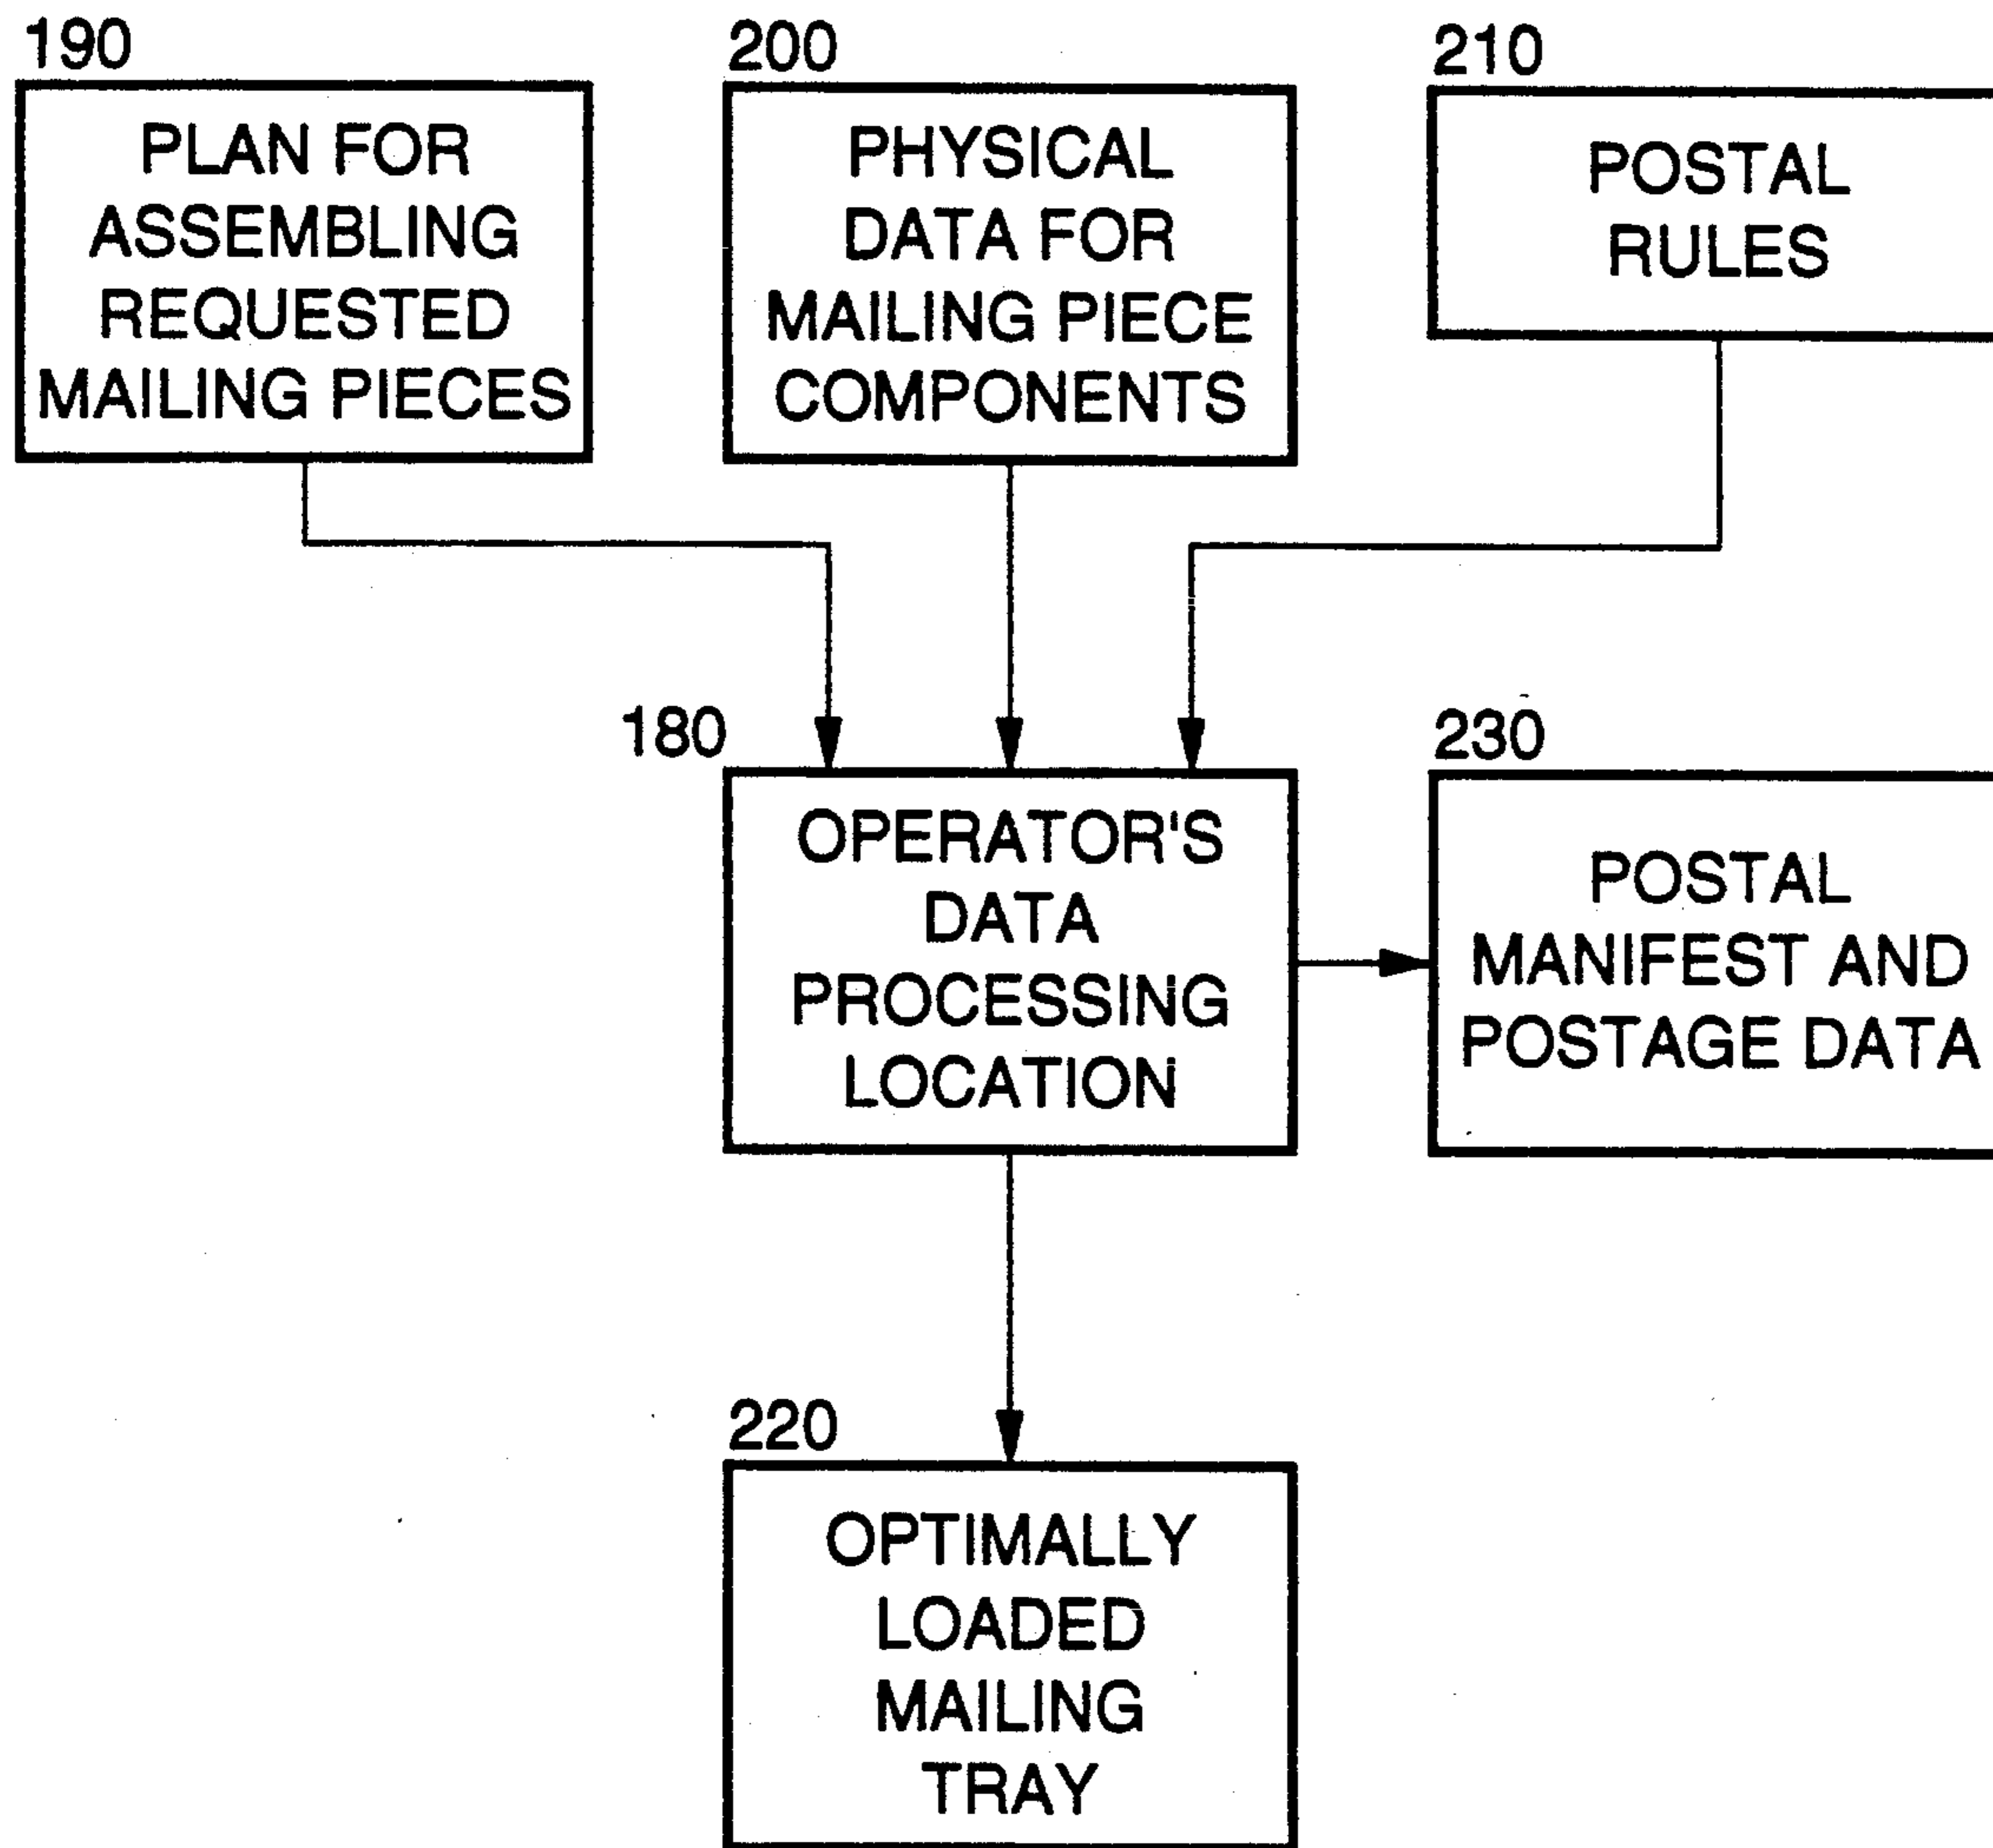 190
PLAN FOR
ASSEMBLING
REQUESTED
MAILING PIECES
200
PHYSICAL
DATA FOR
MAILING PIECE
COMPONENTS
210
POSTAL
RULES
180
OPERATOR'S
DATA
PROCESSING
LOCATION
230
POSTAL
MANIFEST AND
POSTAGE DATA
220
OPTIMALLY
LOADED
MAILING
TRAY